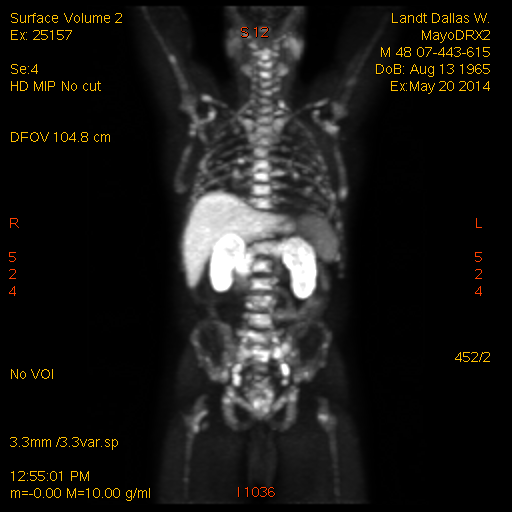 Surface Volume 2
Ex: 25157
Se:4
HD MIP No cut
DFOV 104.8 cm
S 12
Landt Dallas W.
MayoDRX2
M 48 07-443-615
DoB: Aug 13 1965
Ex:May 20 2014
R
5
2
4
L
5
2
4
452/2
No VOI
3.3mm /3.3var.sp
12:55:01 PM
m=-0.00 M=10.00 g/ml
I 1036